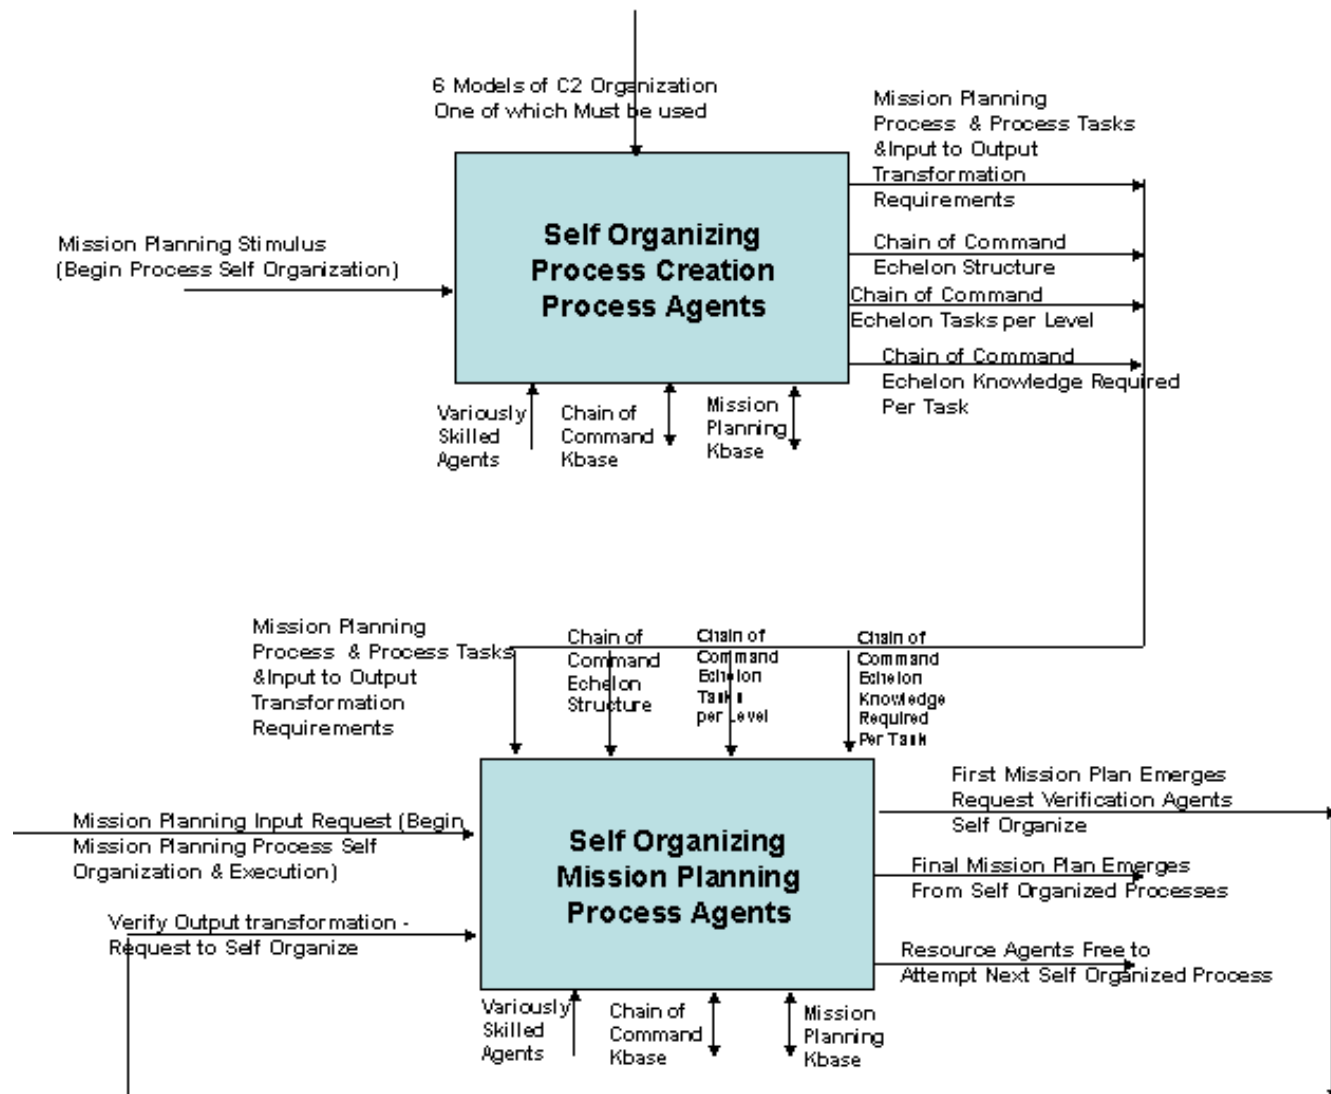 6 Models of C2 Organization
One of which Must be used
Mission Planning
Process & Process Tasks
&Input to Output
Transformation
Requirements
Mission Planning Stimulus
(Begin Process Self Organization)
Self Organizing
Process Creation
Process Agents
Chain of Command
Echelon Structure
Chain of Command
Echelon Tasks per Level
Chain of Command
Echelon Knowledge Required
Per Task
Variously
Skilled
Agents
Chain of
Command
Kbase
Mission
Planning
Kbase
Mission Planning
Process & Process Tasks
&Input to Output
Transformation
Requirements
Chain of
Command
Echelon
Structure
Chain of
Command
Echelon
Tasks
per Level
Chain of
Command
Echelon
Knowledge
Required
Per Task
Mission Planning Input Request (Begin
Mission Planning Process Self
Organization & Execution)
Verify Output transformation -
Request to Self Organize
Self Organizing
Mission Planning
Process Agents
First Mission Plan Emerges
Request Verification Agents
Self Organize
Final Mission Plan Emerges
From Self Organized Processes
Resource Agents Free to
Attempt Next Self Organized Process
Variously
Skilled
Agents
Chain of
Command
Kbase
Mission
Planning
Kbase